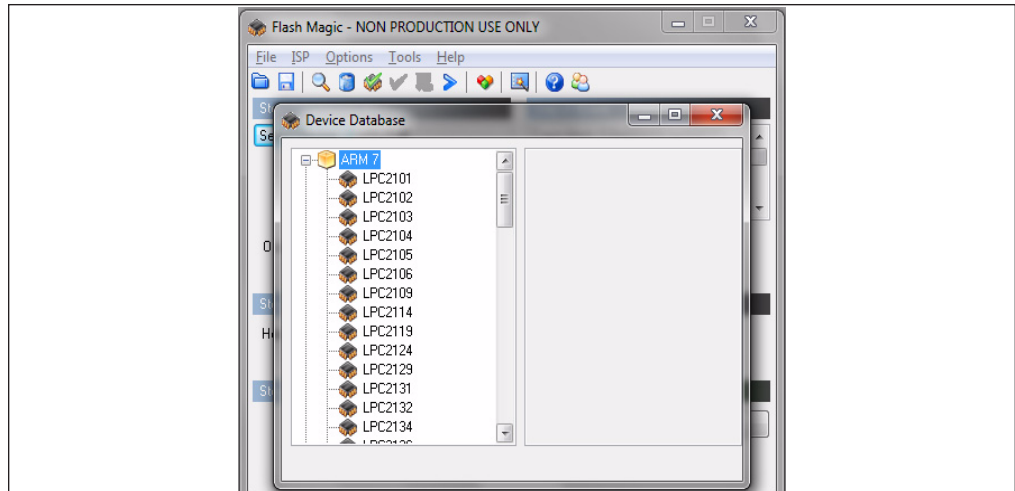 Flash Magic - NON PRODUCTION USE ONLY
File ISP Options Tools Help
Device Database
ARM 7
LPC2101
LPC2102
LPC2103
LPC2104
LPC2105
LPC2106
LPC2109
LPC2114
LPC2119
LPC2124
LPC2129
LPC2131
LPC2132
LPC2134